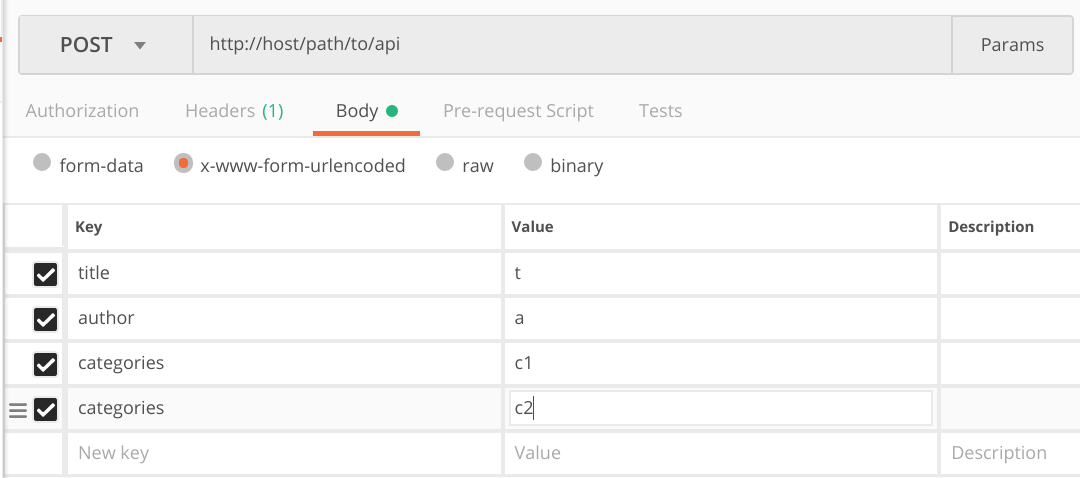 POST http://host/path/to/api Params
Authorization Headers (1) Body Pre-request Script Tests
form-data x-www-form-urlencoded raw binary
Key Value Description
title t
author a
categories c1
categories c2
New key Value Description